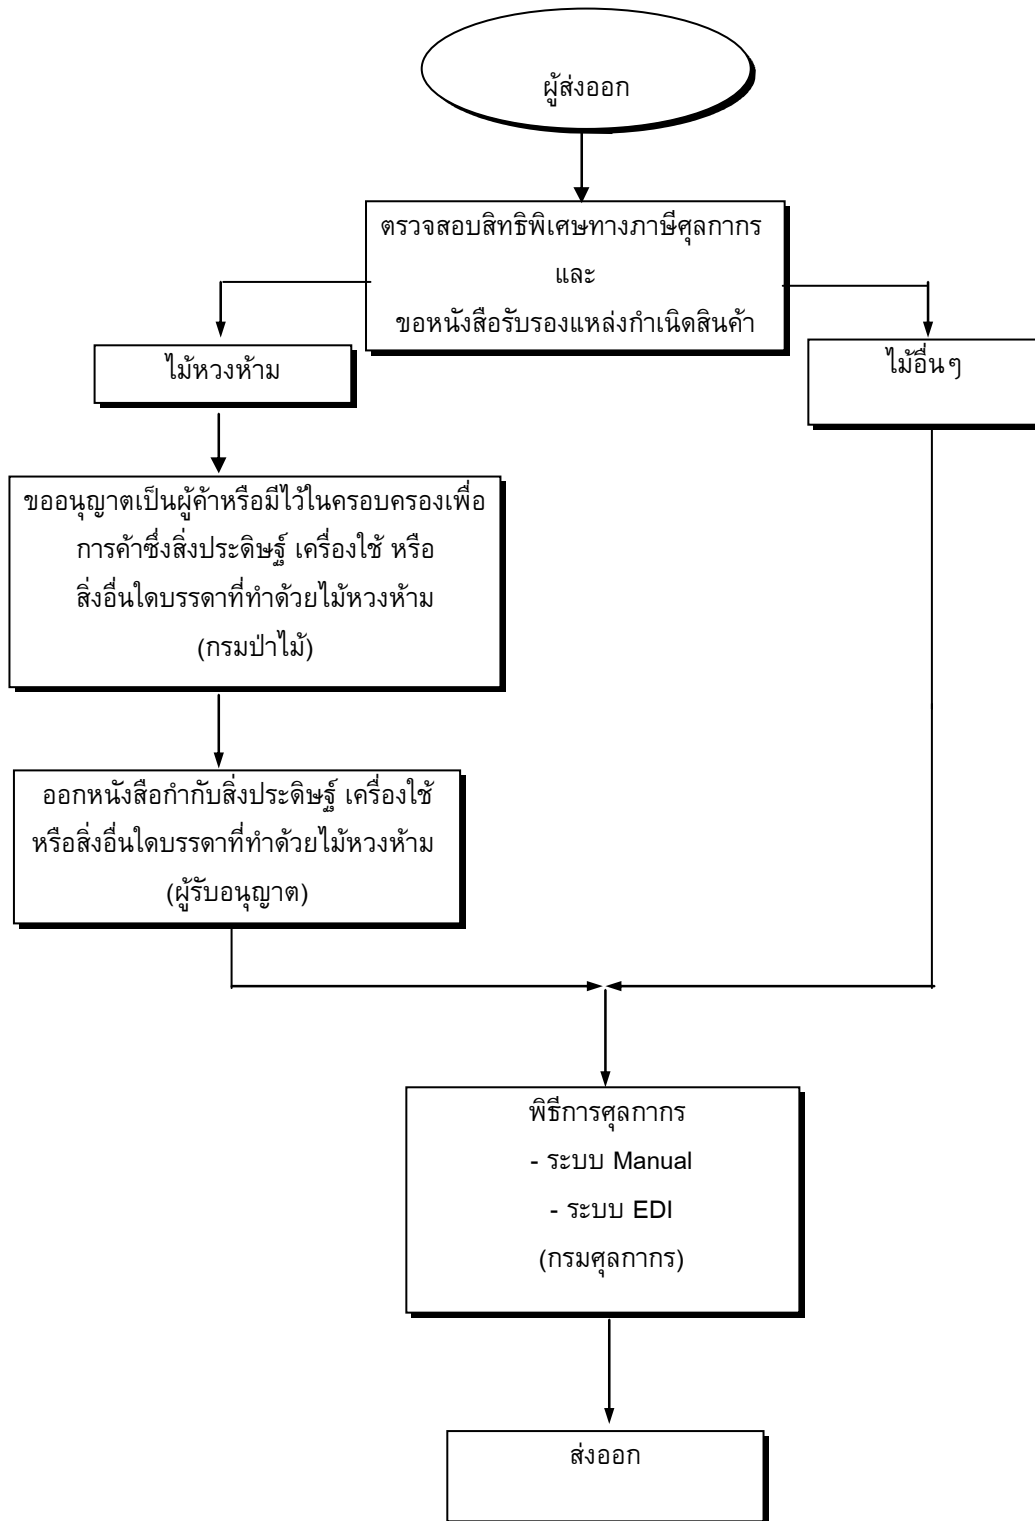 ผู้ส่งออก
ตรวจสอบสิทธิพิเศษทางภาษีศุลกากร
และ
ขอหนังสือรับรองแหล่งกำเนิดสินค้า
ไม้หวงห้าม
ไม้อื่นๆ
ขออนุญาตเป็นผู้ค้าหรือมีไว้ในครอบครองเพื่อ
การค้าซึ่งสิ่งประดิษฐ์ เครื่องใช้ หรือ
สิ่งอื่นใดบรรดาที่ทำด้วยไม้หวงห้าม
(กรมป่าไม้)
ออกหนังสือกำกับสิ่งประดิษฐ์ เครื่องใช้
หรือสิ่งอื่นใดบรรดาที่ทำด้วยไม้หวงห้าม
(ผู้รับอนุญาต)
พิธีการศุลกากร
- ระบบ Manual
- ระบบ EDI
(กรมศุลกากร)
ส่งออก